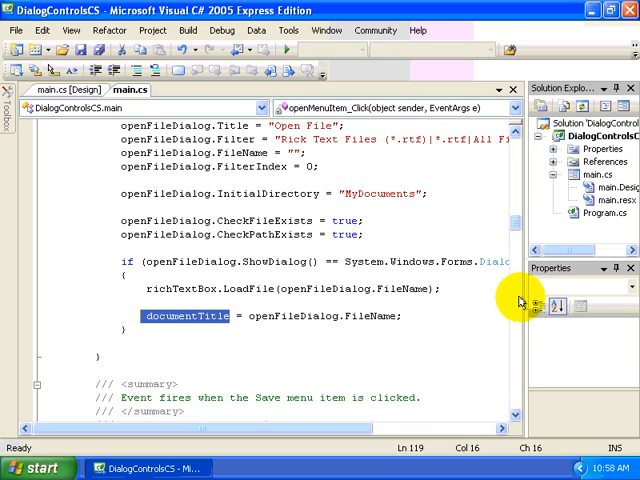 DialogControlsCS - Microsoft Visual C# 2005 Express Edition
File Edit View Refactor Project Build Debug Data Tools Window Community Help
main.cs [Design] main.cs
DialogControlsCS.main openMenuItem_Click(object sender, EventArgs e)
openFileDialog.Title = "Open File";
openFileDialog.Filter = "Rick Text Files (*.rtf)|*.rtf|All Fi
openFileDialog.FileName = "";
openFileDialog.FilterIndex = 0;
openFileDialog.InitialDirectory = "MyDocuments";
openFileDialog.CheckFileExists = true;
openFileDialog.CheckPathExists = true;
if (openFileDialog.ShowDialog() == System.Windows.Forms.Dialo
{
richTextBox.LoadFile(openFileDialog.FileName);
documentTitle = openFileDialog.FileName;
}
}
/// <summary>
/// Event fires when the Save menu item is clicked.
/// </summary>
Toolbox
Solution Explo...
Solution 'DialogControl
DialogControlsC
Properties
References
main.cs
main.Desig
main.resx
Program.cs
Properties
Ready Ln 119 Col 16 Ch 16 INS
start DialogControlsCS - Mi... 10:58 AM